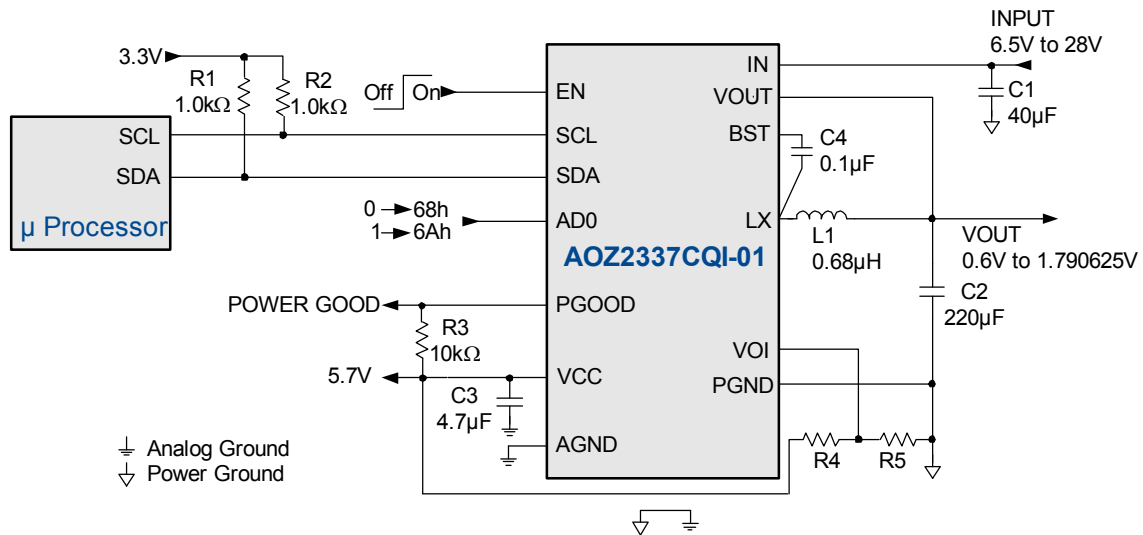 INPUT
6.5V to 28V
3.3V
R1
1.0kΩ
R2
1.0kΩ
Off
On
EN
IN
VOUT
C1
40µF
SCL
SDA
µ Processor
SCL
SDA
BST
C4
0.1µF
0
68h
1
6Ah
AD0
LX
L1
0.68µH
AOZ2337CQI-01
VOUT
0.6V to 1.790625V
C2
220µF
POWER GOOD
PGOOD
R3
10kΩ
VOI
5.7V
VCC
PGND
C3
4.7µF
AGND
R4
R5
Analog Ground
Power Ground